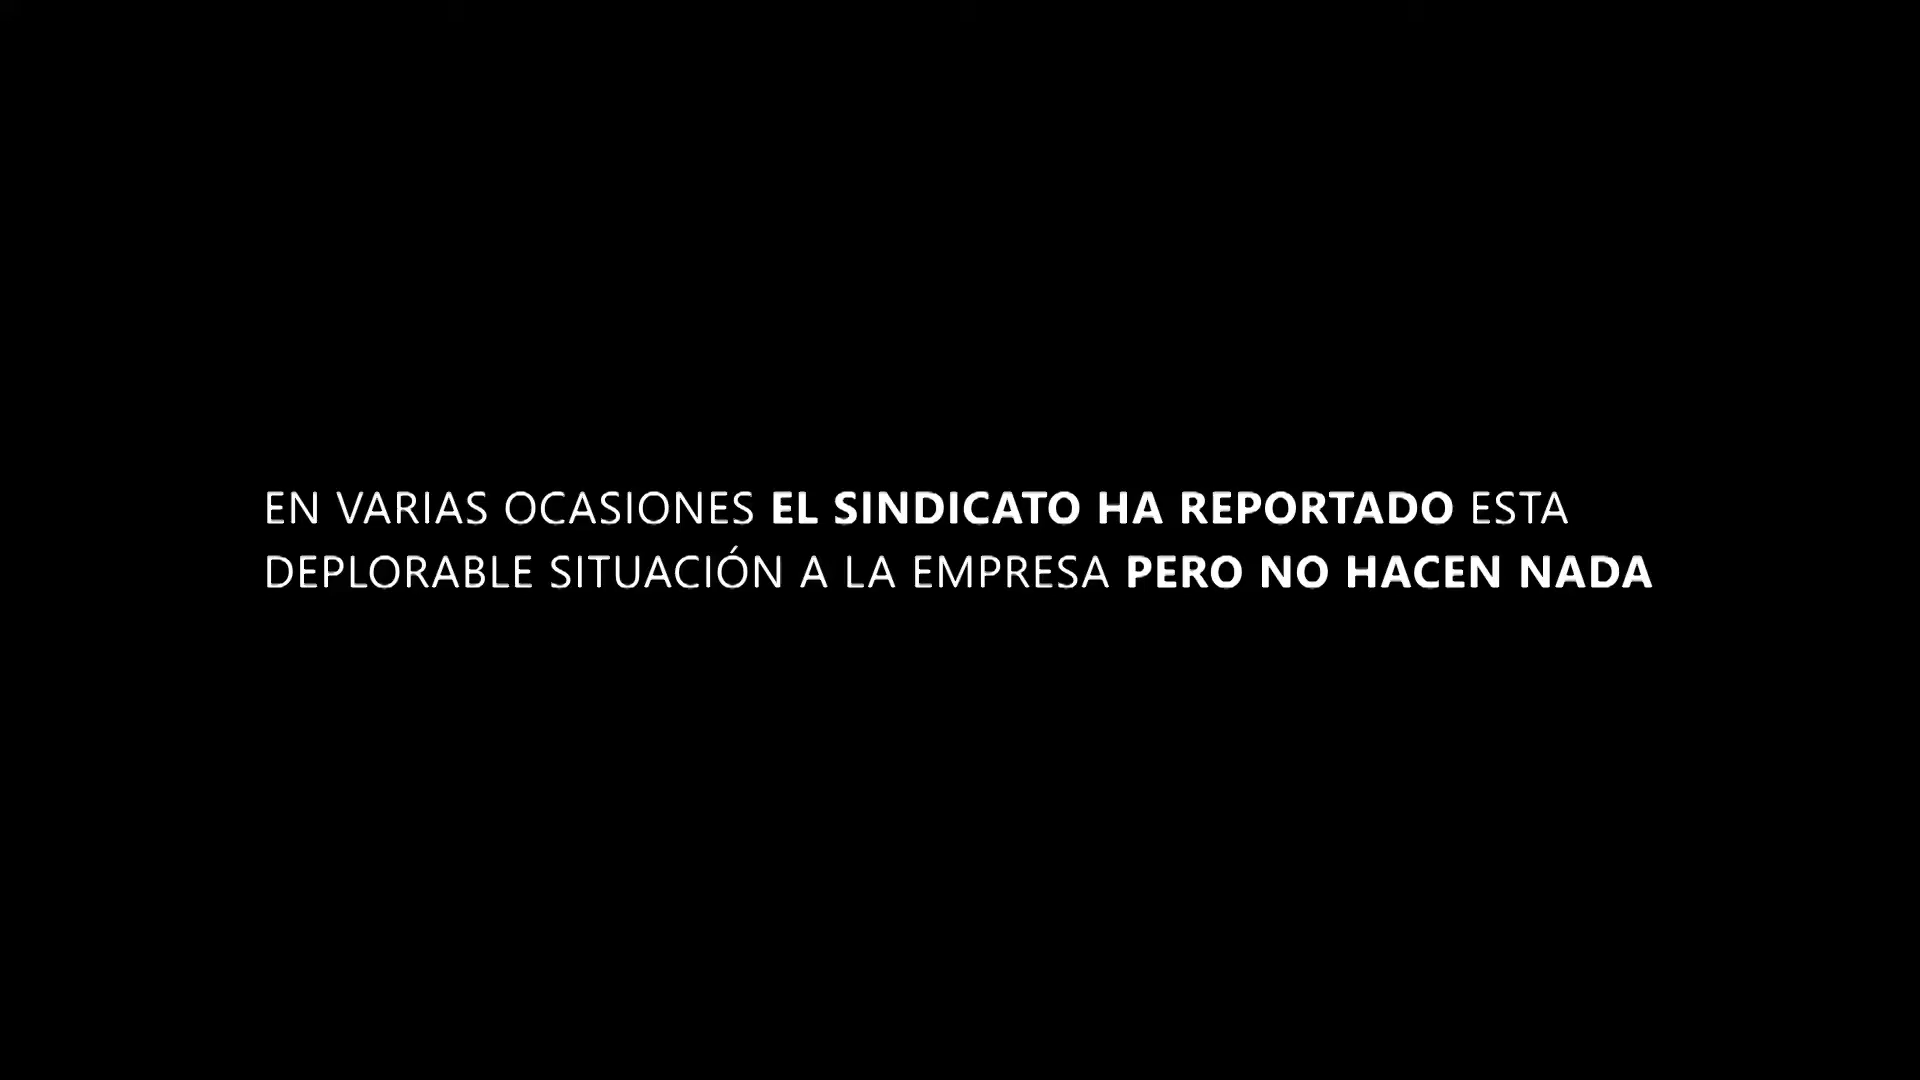 EN VARIAS OCASIONES EL SINDICATO HA REPORTADO ESTA
DEPLORABLE SITUACIÓN A LA EMPRESA PERO NO HACEN NADA